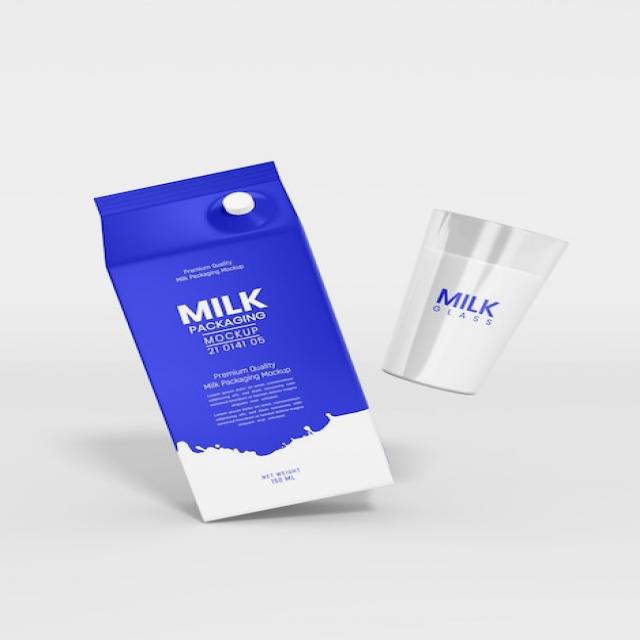 Premium Quality
Milk Packaging Mockup
MILK
PACKAGING
MOCKUP
21 0141 05
Premium Quality
Milk Packaging Mockup
NET WEIGHT
150 ML
MILK
GLASS